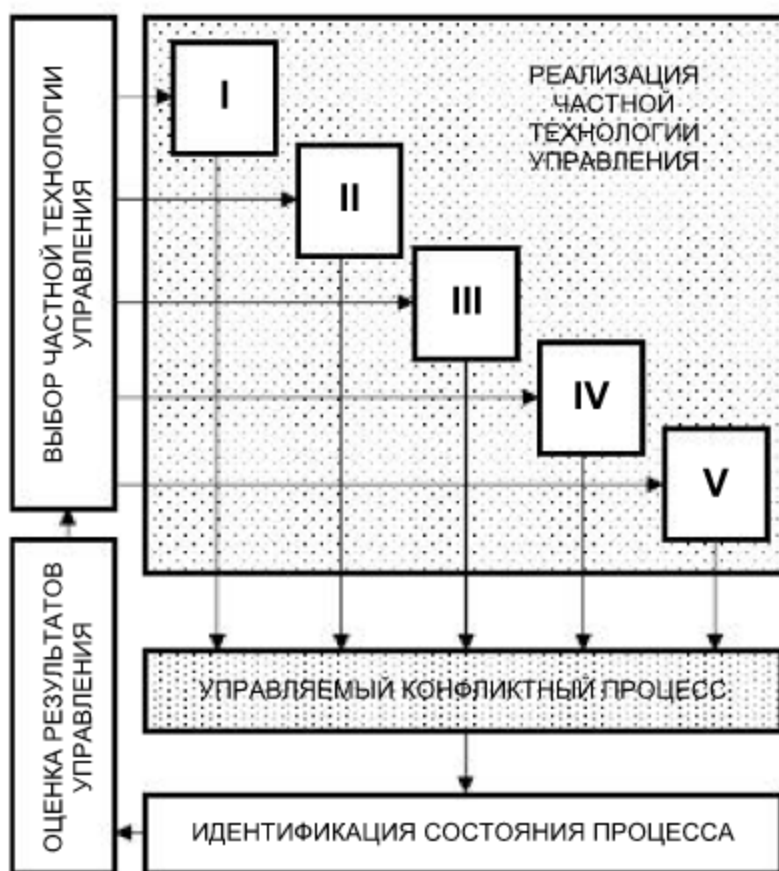 ВЫБОР ЧАСТНОЙ ТЕХНОЛОГИИ
УПРАВЛЕНИЯ
I
РЕАЛИЗАЦИЯ
ЧАСТНОЙ
ТЕХНОЛОГИИ
УПРАВЛЕНИЯ
II
III
IV
V
ОЦЕНКА РЕЗУЛЬТАТОВ
УПРАВЛЕНИЯ
УПРАВЛЯЕМЫЙ КОНФЛИКТНЫЙ ПРОЦЕСС
ИДЕНТИФИКАЦИЯ СОСТОЯНИЯ ПРОЦЕССА